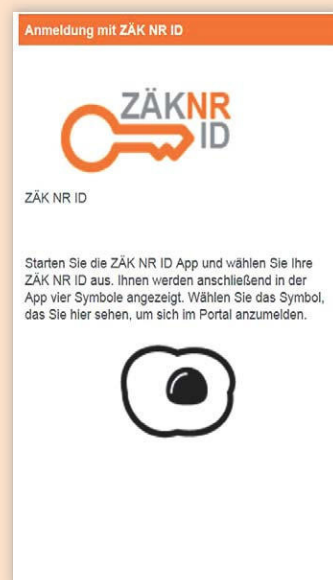 Anmeldung mit ZÄK NR ID
ZÄKNR
ID
ZÄK NR ID
Starten Sie die ZÄK NR ID App und wählen Sie Ihre
ZÄK NR ID aus. Ihnen werden anschließend in der
App vier Symbole angezeigt. Wählen Sie das Symbol,
das Sie hier sehen, um sich im Portal anzumelden.